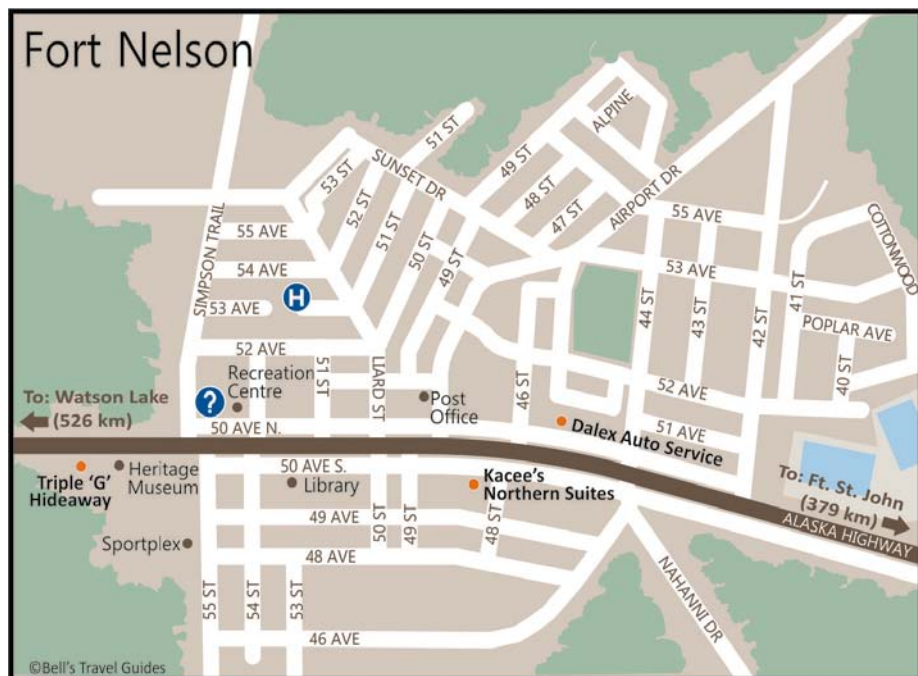 Fort Nelson
51 ST
53 ST
SUNSET DR
49 ST
ALPINE
52 ST
51 ST
48 ST
47 ST
AIRPORT DR
SIMPSON TRAIL
55 AVE
50 ST
49 ST
55 AVE
COTTONWOOD
54 AVE
53 AVE
H
53 AVE
44 ST
43 ST
42 ST
41 ST
POPLAR AVE
52 AVE
51 ST
LIARD ST
46 ST
52 AVE
40 ST
Recreation
Centre
?
To: Watson Lake
(526 km)
Post
Office
50 AVE N.
Dalex Auto Service
51 AVE
Triple ‘G’
Hideaway
Heritage
Museum
50 AVE S.
Library
Kacee's
Northern Suites
To: Ft. St. John
(379 km)
ALASKA HIGHWAY
49 AVE
50 ST
49 ST
48 ST
Sportplex
48 AVE
55 ST
54 ST
53 ST
NAHANNI DR
46 AVE
©Bell's Travel Guides